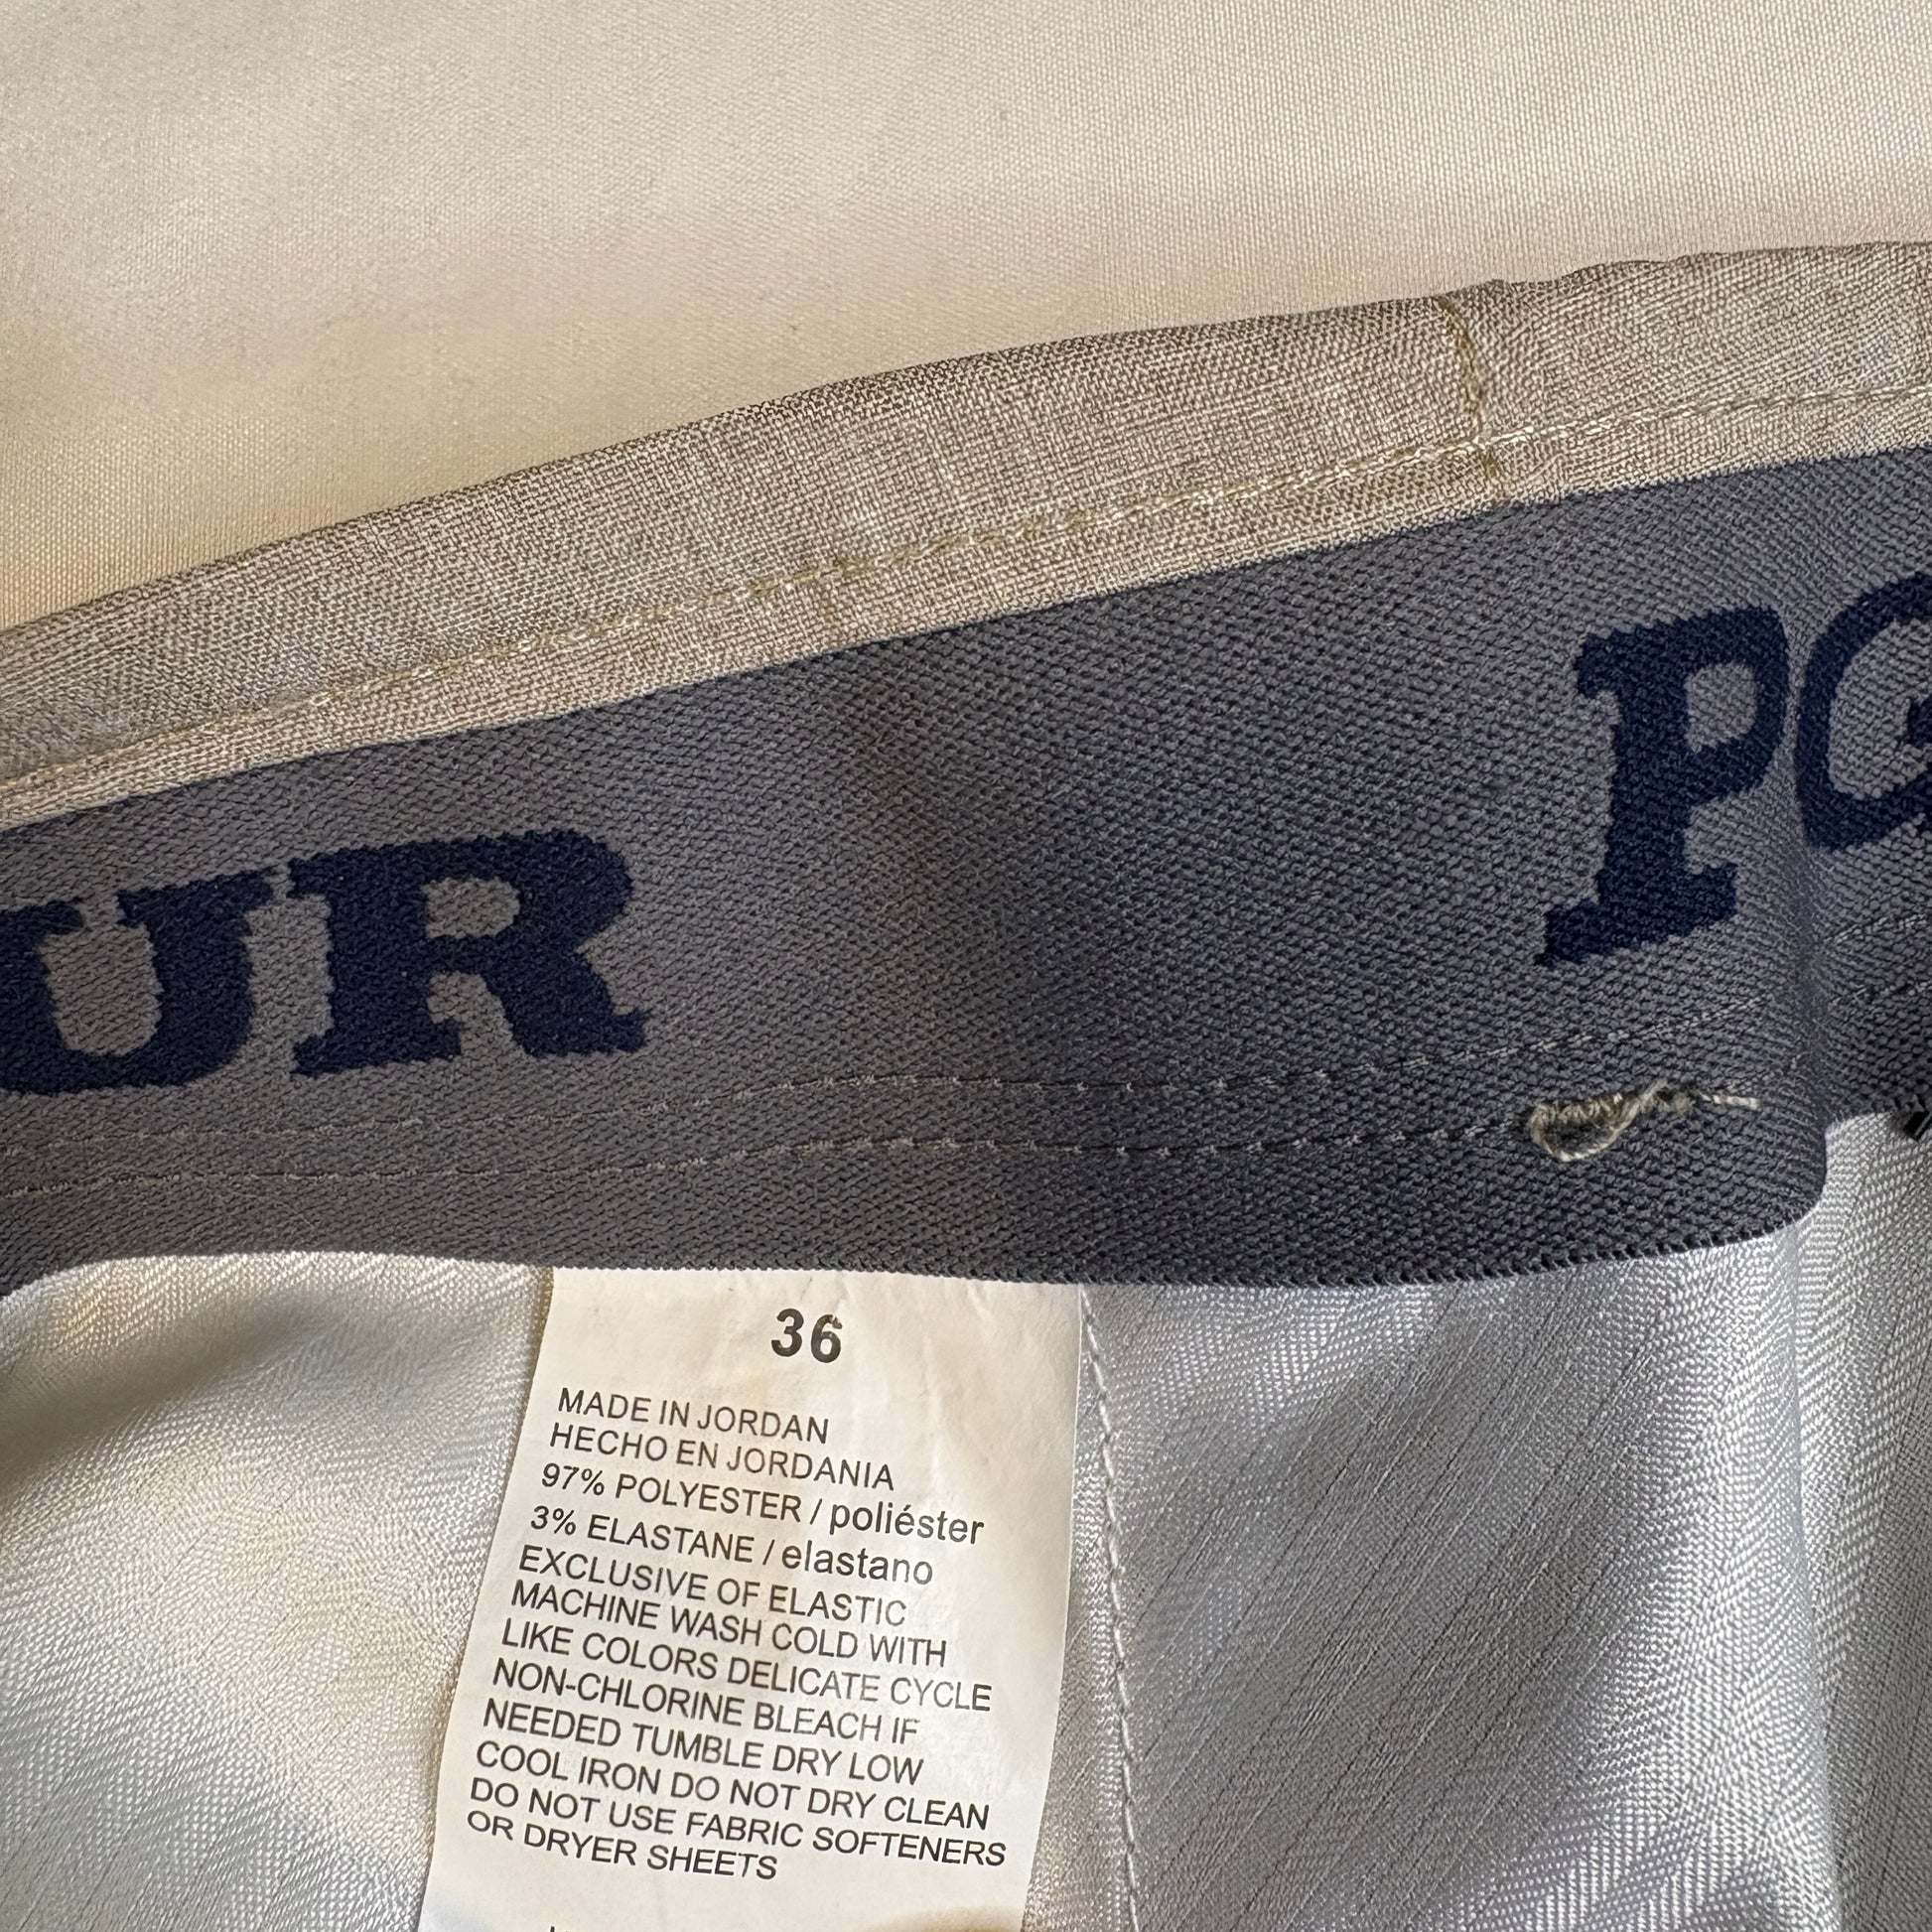 UR
PG
36
MADE IN JORDAN
HECHO EN JORDANIA
97% POLYESTER / poliéster
3% ELASTANE / elastano
EXCLUSIVE OF ELASTIC
MACHINE WASH COLD WITH
LIKE COLORS DELICATE CYCLE
NON-CHLORINE BLEACH IF
NEEDED TUMBLE DRY LOW
COOL IRON DO NOT DRY CLEAN
DO NOT USE FABRIC SOFTENERS
OR DRYER SHEETS